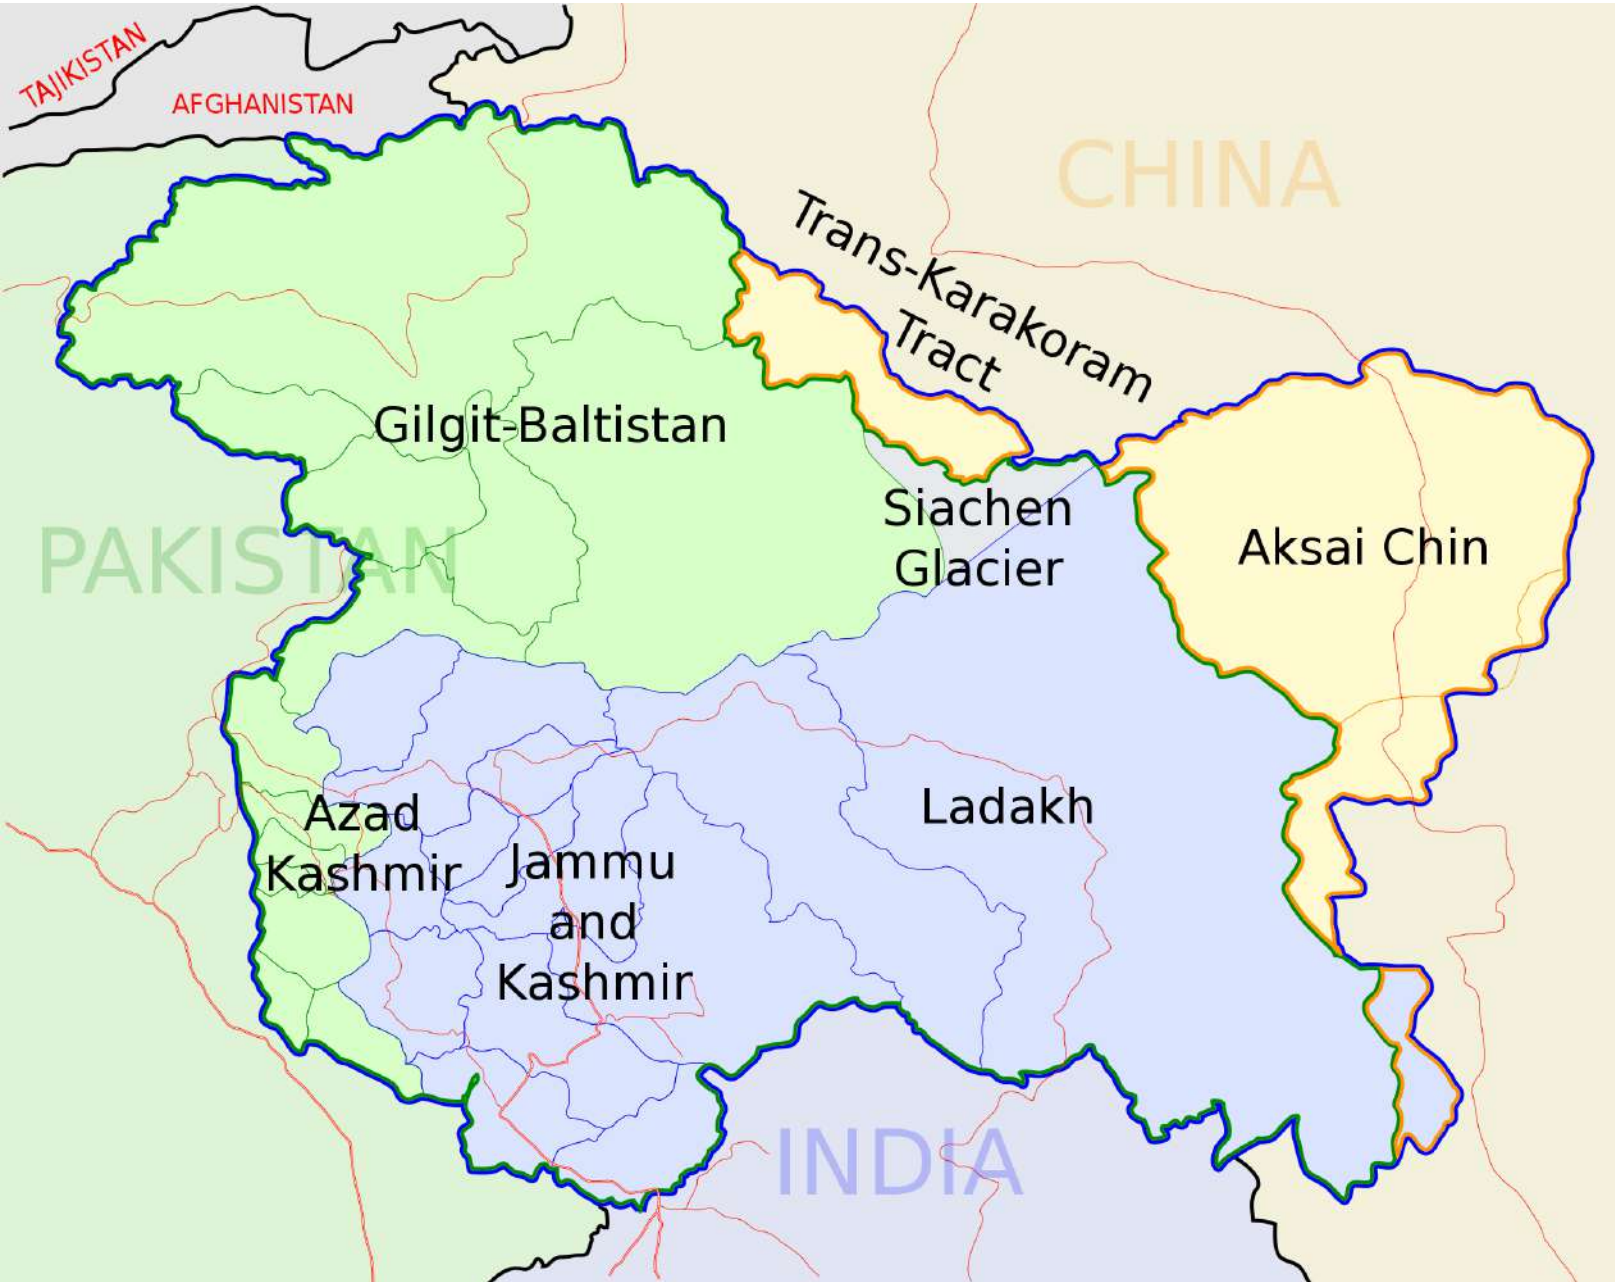 TAJIKISTAN
AFGHANISTAN
CHINA
Trans-Karakoram
Tract
Gilgit-Baltistan
Siachen
Glacier
Aksai Chin
PAKISTAN
Azad
Kashmir
Jammu
and
Kashmir
Ladakh
INDIA